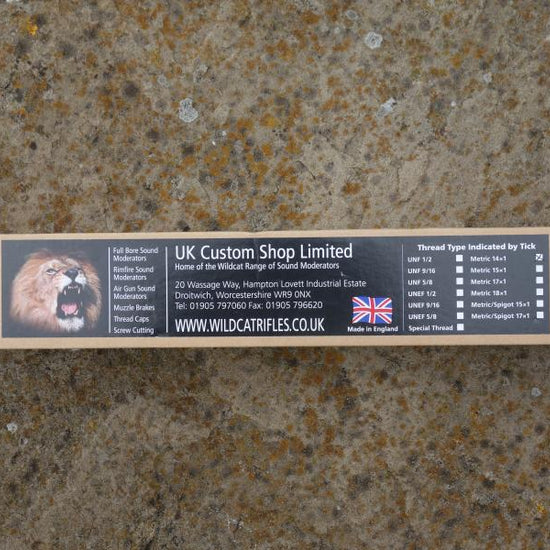 Full Bore Sound
Moderators
Rimfire Sound
Moderators
Air Gun Sound
Moderators
Muzzle Brakes
Thread Caps
Screw Cutting
UK Custom Shop Limited
Home of the Wildcat Range of Sound Moderators
20 Wassage Way, Hampton Lovett Industrial Estate
Droitwich, Worcestershire WR9 0NX
Tel: 01905 797060 Fax: 01905 796620
WWW.WILDCATRIFLES.CO.UK
Made in England
Thread Type Indicated by Tick
UNF 1/2 Metric 14×1
UNF 9/16 Metric 15×1
UNF 5/8 Metric 17×1
UNEF 1/2 Metric 18×1
UNEF 9/16 Metric/Spigot 15×1
UNEF 5/8 Metric/Spigot 17×1
Special Thread